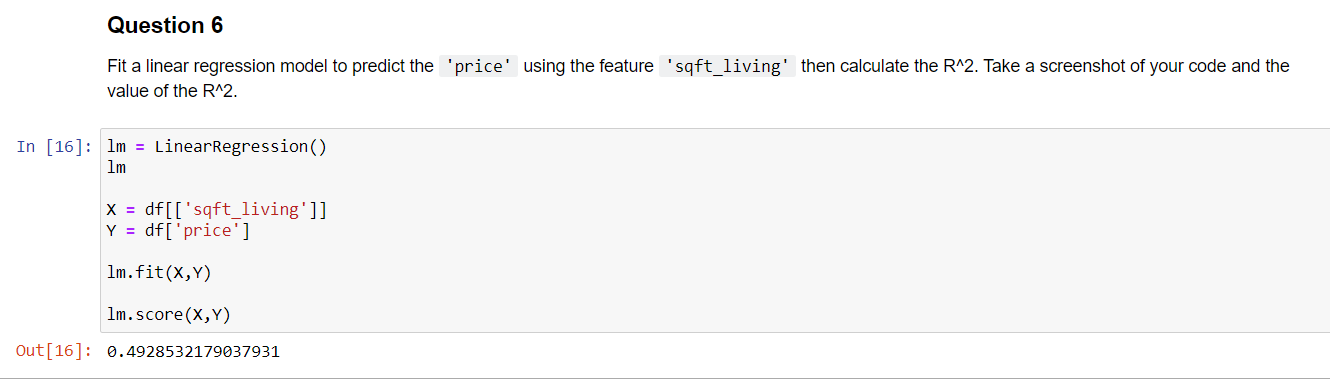 Question 6
Fit a linear regression model to predict the 'price' using the feature 'sqft_living' then calculate the R^2. Take a screenshot of your code and the
value of the R^2.
In [16]: lm = LinearRegression()
lm
X = df[['sqft_living']]
Y = df['price']
lm.fit(X,Y)
lm.score(X,Y)
Out[16]: 0.4928532179037931